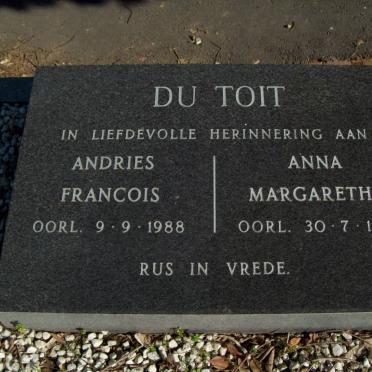 DU TOIT
IN LIEFDEVOLLE HERINNERING AAN
ANDRIES ANNA
FRANCOIS MARGARETH
OORL. 9·9·1988 OORL. 30·7·1
RUS IN VREDE.